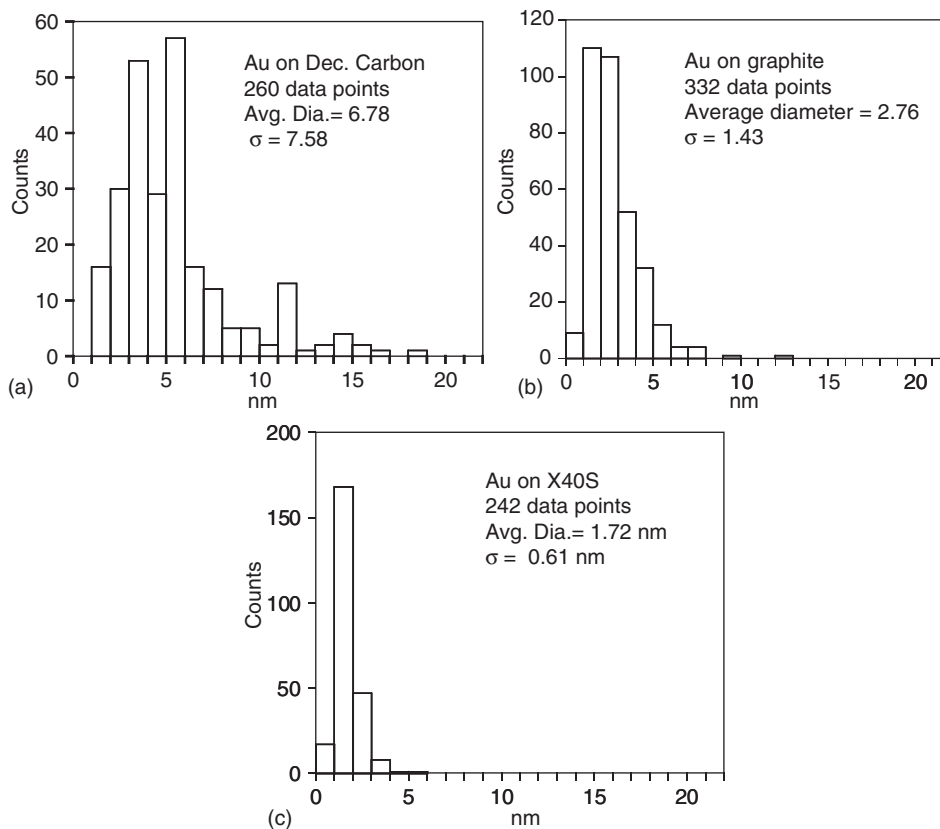 60
50
40
30
20
10
0
Counts
Au on Dec. Carbon
260 data points
Avg. Dia.= 6.78
σ = 7.58
0 5 10 15 20
nm
(a)
120
100
80
60
40
20
0
Counts
Au on graphite
332 data points
Average diameter = 2.76
σ = 1.43
0 5 10 15 20
nm
(b)
200
150
100
50
0
Counts
Au on X40S
242 data points
Avg. Dia.= 1.72 nm
σ = 0.61 nm
0 5 10 15 20
nm
(c)